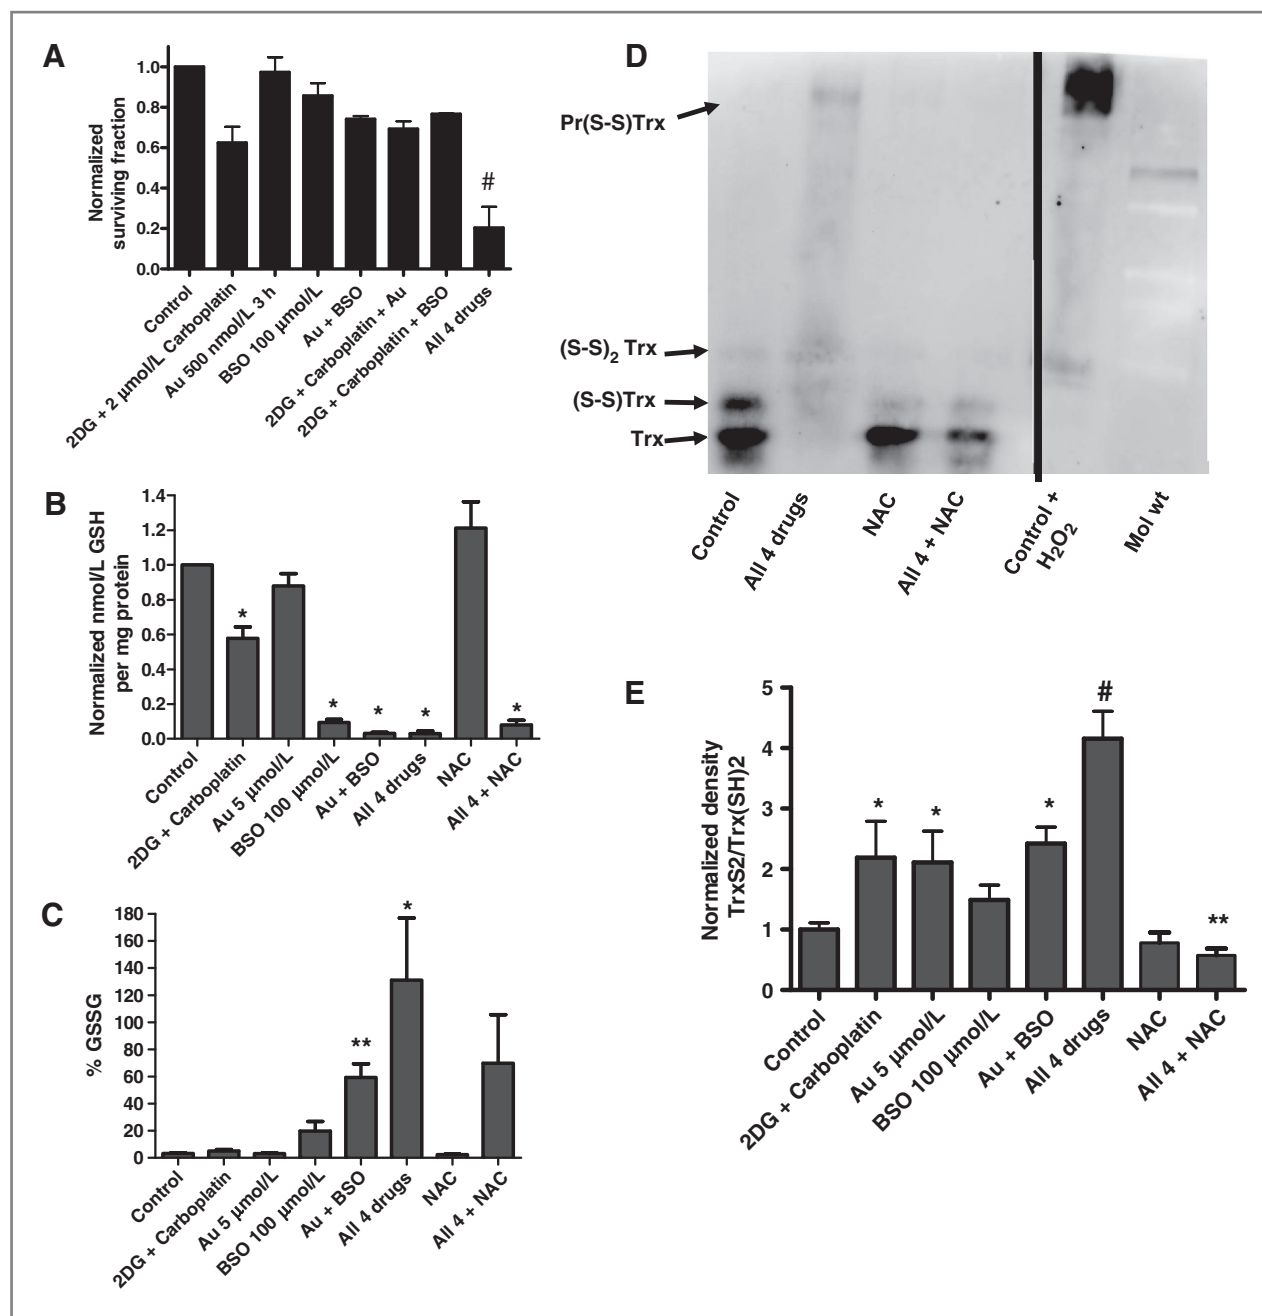 A
Normalized
surviving fraction
1.0
0.8
0.6
0.4
0.2
0.0
#
Control
2DG + 2 µmol/L Carboplatin
Au 500 nmol/L 3 h
BSO 100 µmol/L
Au + BSO
2DG + Carboplatin + Au
2DG + Carboplatin + BSO
All 4 drugs
B
Normalized nmol/L GSH
per mg protein
1.4
1.2
1.0
0.8
0.6
0.4
0.2
0.0
*
*
*
*
*
Control
2DG + Carboplatin
Au 5 µmol/L
BSO 100 µmol/L
Au + BSO
All 4 drugs
NAC
All 4 + NAC
C
% GSSG
180
160
140
120
100
80
60
40
20
0
**
*
Control
2DG + Carboplatin
Au 5 µmol/L
BSO 100 µmol/L
Au + BSO
All 4 drugs
NAC
All 4 + NAC
D
Pr(S-S)Trx
(S-S)2 Trx
(S-S)Trx
Trx
Control
All 4 drugs
NAC
All 4 + NAC
Control +
H2O2
Mol wt
E
Normalized density
TrxS2/Trx(SH)2
5
4
3
2
1
0
*
*
*
#
**
Control
2DG + Carboplatin
Au 5 µmol/L
BSO 100 µmol/L
Au + BSO
All 4 drugs
NAC
All 4 + NAC